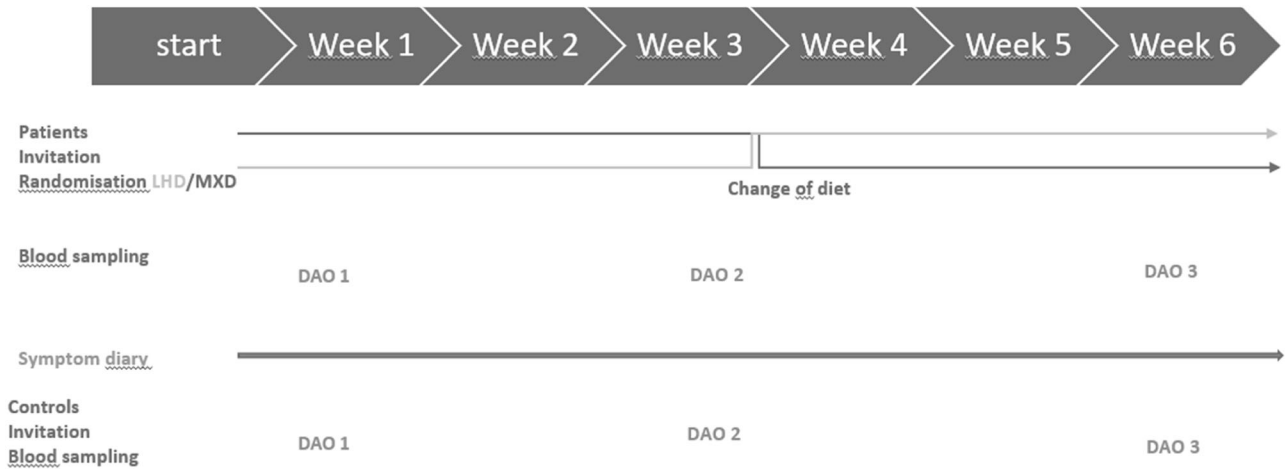 start Week 1 Week 2 Week 3 Week 4 Week 5 Week 6
Patients
Invitation
Randomisation LHD/MXD
Change of diet
Blood sampling
DAO 1 DAO 2 DAO 3
Symptom diary
Controls
Invitation
Blood sampling
DAO 1 DAO 2 DAO 3